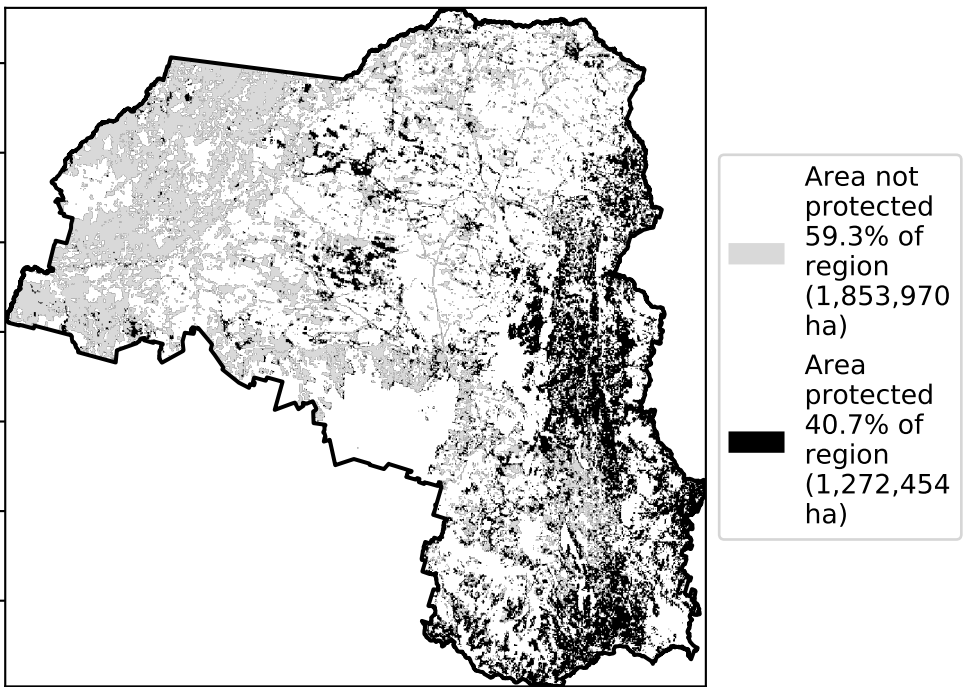 Area not
protected
59.3% of
region
(1,853,970
ha)
Area
protected
40.7% of
region
(1,272,454
ha)